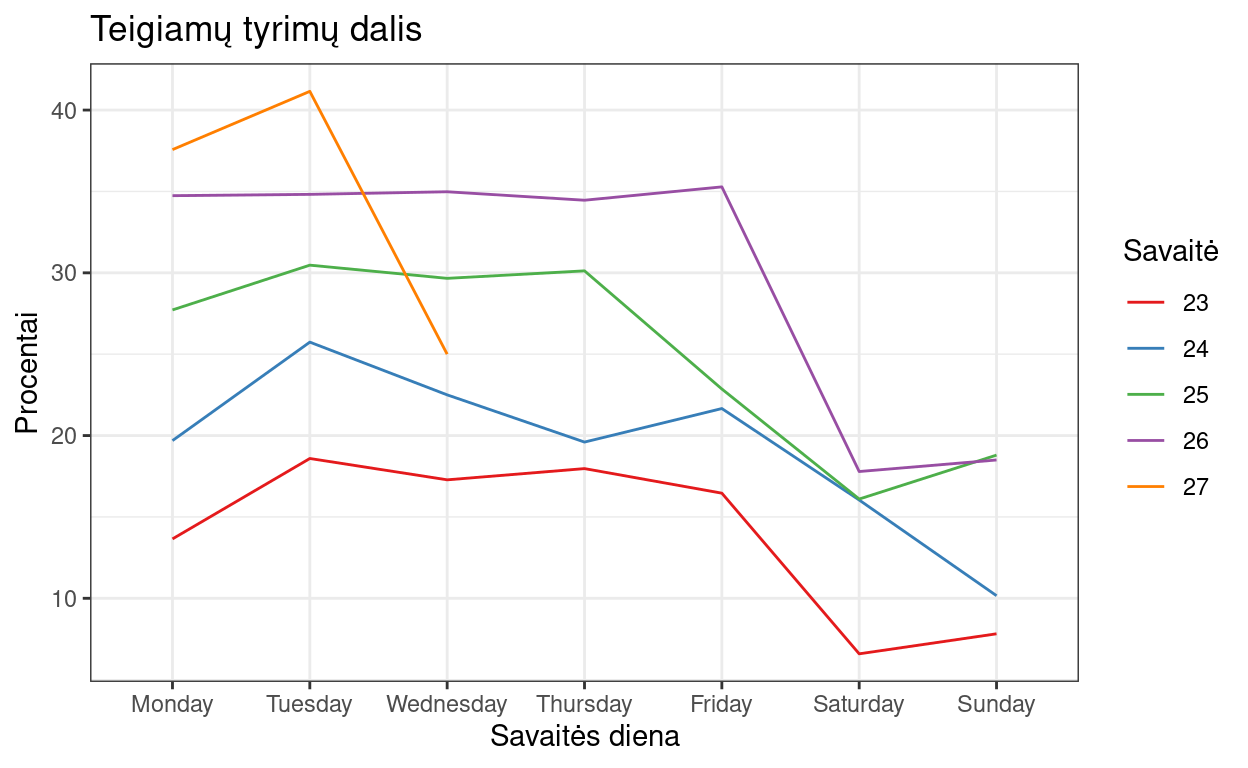 Teigiamų tyrimų dalis
Procentai
40
30
20
10
Monday Tuesday Wednesday Thursday Friday Saturday Sunday
Savaitės diena
Savaitė
23
24
25
26
27